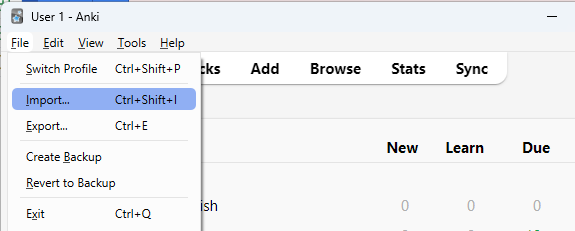 User 1 - Anki
File Edit View Tools Help
Switch Profile Ctrl+Shift+P
cks Add Browse Stats Sync
Import... Ctrl+Shift+I
Export... Ctrl+E
New Learn Due
Create Backup
Revert to Backup
ish 0 0 0
Exit Ctrl+Q